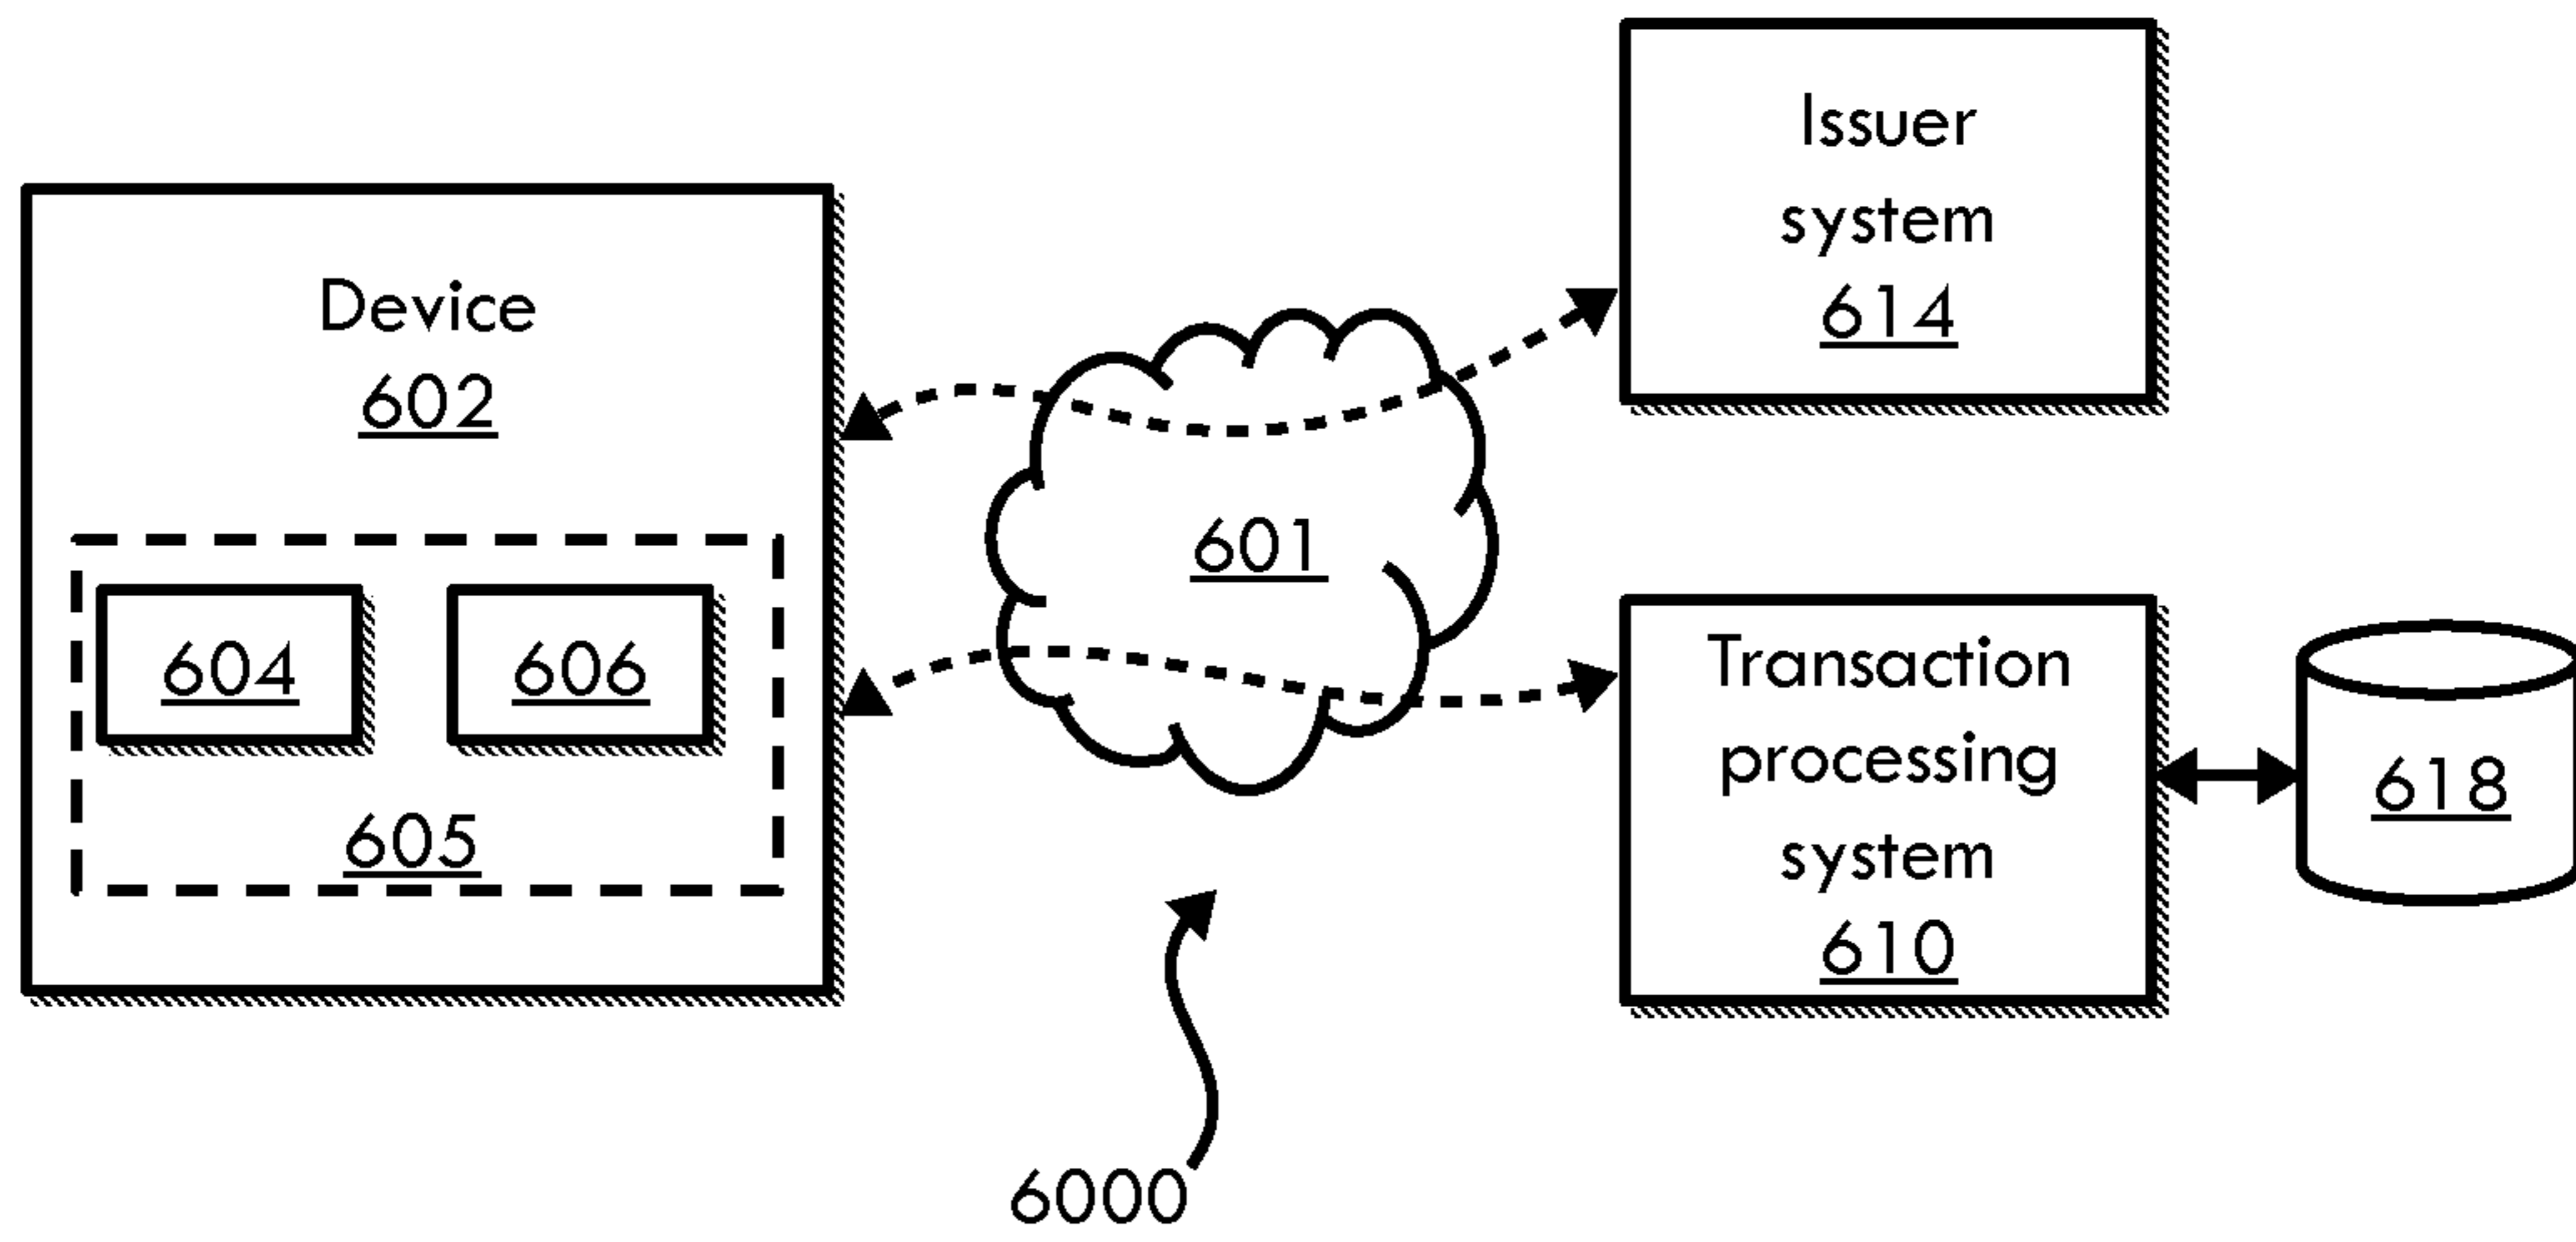 Device
602
604
606
605
601
6000
Issuer
system
614
Transaction
processing
system
610
618